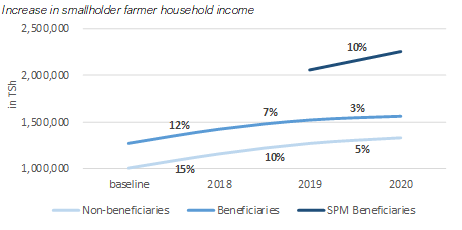 Increase in smallholder farmer household income
2,500,000
2,000,000
1,500,000
1,000,000
in TSh
10%
12%
7%
3%
15%
10%
5%
baseline
2018
2019
2020
Non-beneficiaries
Beneficiaries
SPM Beneficiaries